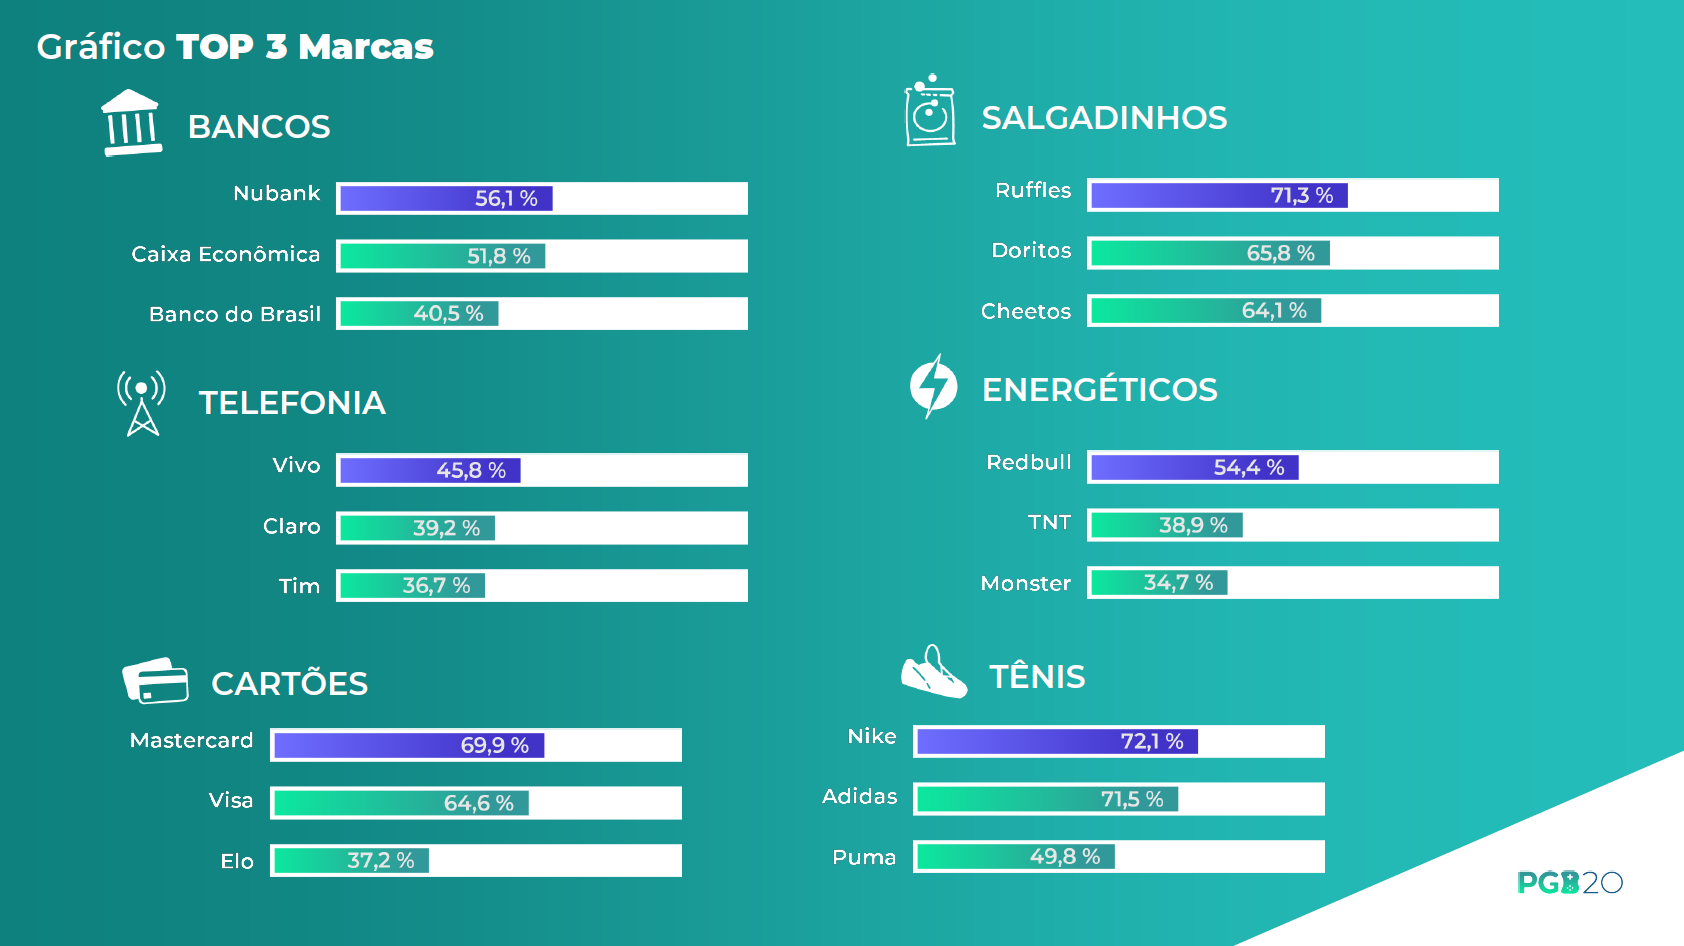 Gráfico TOP 3 Marcas
BANCOS
Nubank 56,1 %
Caixa Econômica 51,8 %
Banco do Brasil 40,5 %
TELEFONIA
Vivo 45,8 %
Claro 39,2 %
Tim 36,7 %
CARTÕES
Mastercard 69,9 %
Visa 64,6 %
Elo 37,2 %
SALGADINHOS
Ruffles 71,3 %
Doritos 65,8 %
Cheetos 64,1 %
ENERGÉTICOS
Redbull 54,4 %
TNT 38,9 %
Monster 34,7 %
TÊNIS
Nike 72,1 %
Adidas 71,5 %
Puma 49,8 %
PGB20